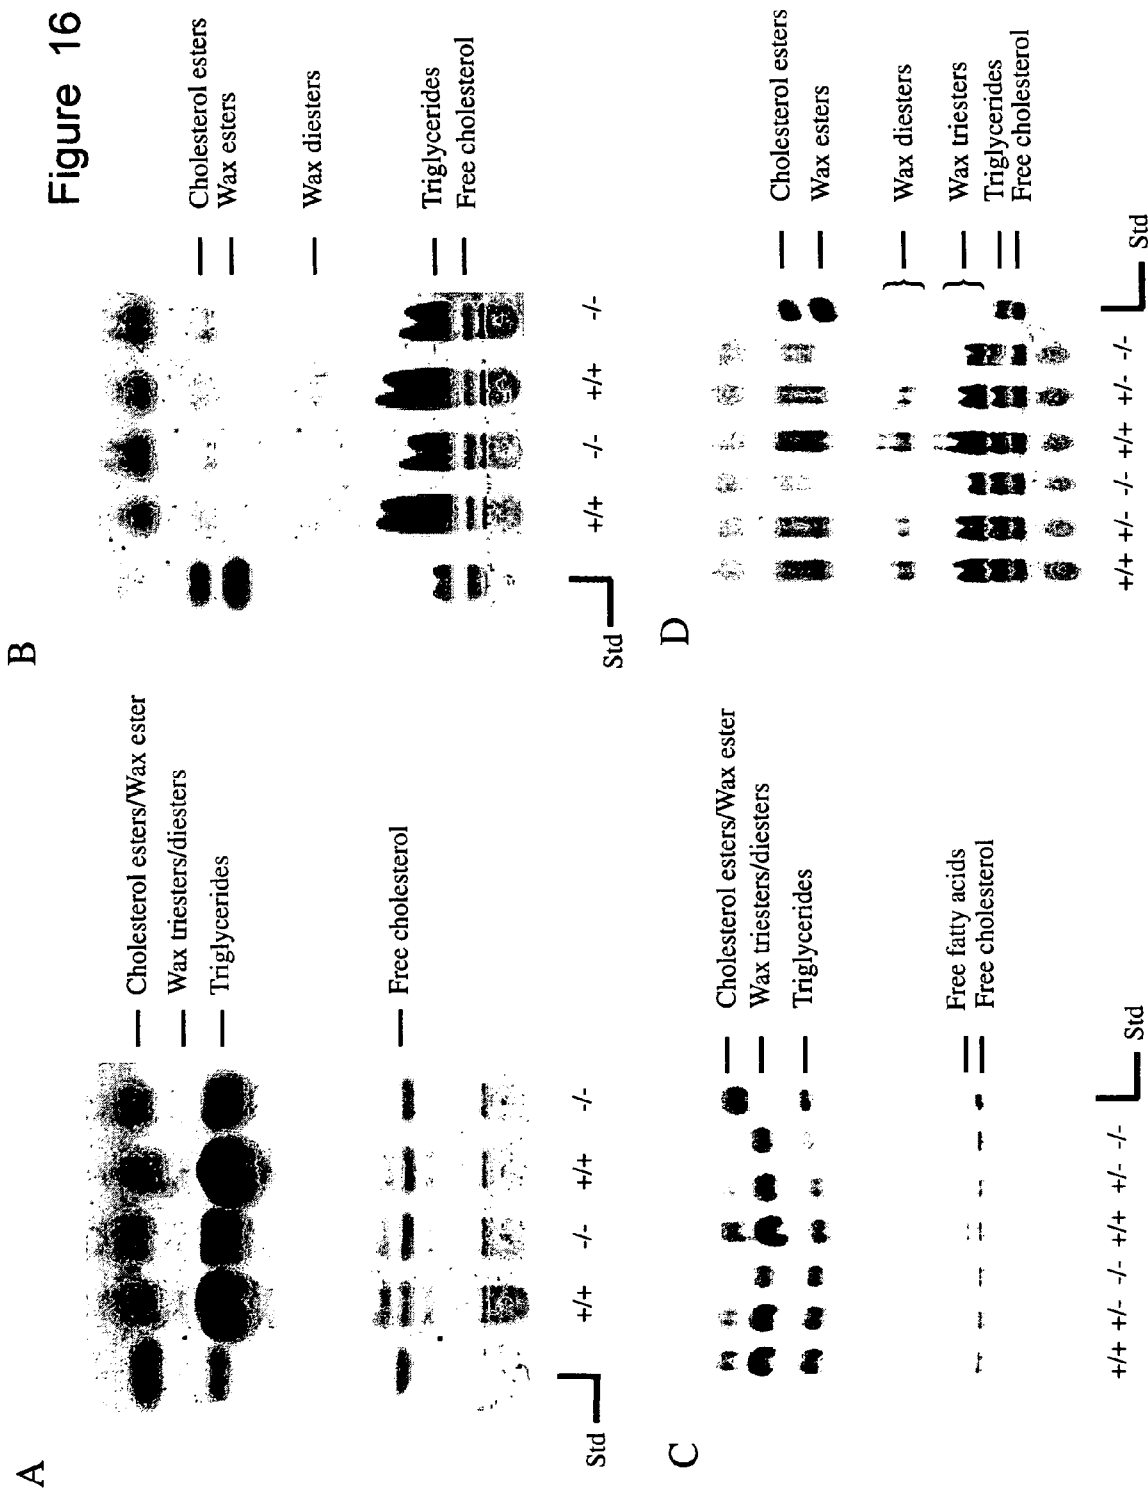 Figure 16
A
Cholesterol esters/Wax ester
Wax triesters/diesters
Triglycerides
Free cholesterol
Std
+/+ -/- +/+ -/-
B
Cholesterol esters
Wax esters
Wax diesters
Triglycerides
Free cholesterol
Std
+/+ -/- +/+ -/-
C
Cholesterol esters/Wax ester
Wax triesters/diesters
Triglycerides
Free fatty acids
Free cholesterol
+/+ +/- -/- +/+ +/- -/-
Std
D
Cholesterol esters
Wax esters
Wax diesters
Wax triesters
Triglycerides
Free cholesterol
+/+ +/- -/- +/+ +/- -/-
Std